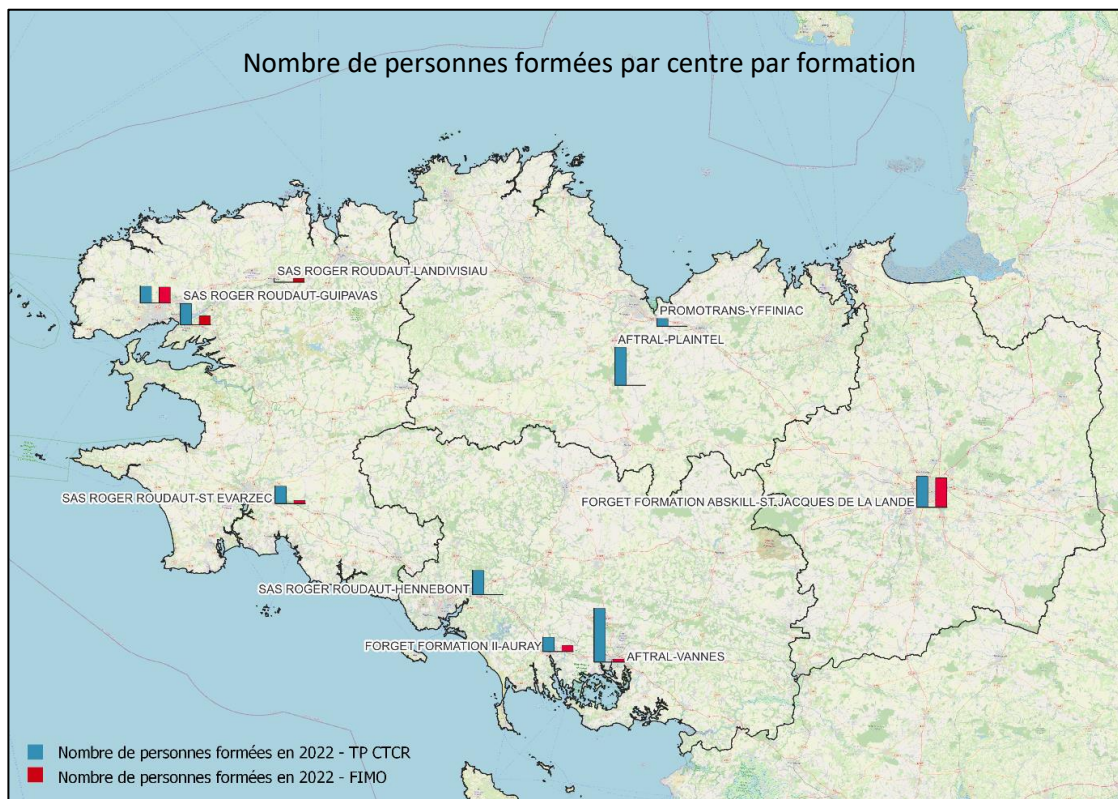 Nombre de personnes formées par centre par formation
SAS ROGER ROUDAUT-LANDIVISIAU
SAS ROGER ROUDAUT-GUIPAVAS
PROMOTRANS-YFFINIAC
AFTRAL-PLAINTEL
SAS ROGER ROUDAUT-ST EVARZEC
FORGET FORMATION ABSKILL-ST.JACQUES DE LA LANDE
SAS ROGER ROUDAUT-HENNEBONT
FORGET FORMATION II-AURAY
AFTRAL-VANNES
Nombre de personnes formées en 2022 - TP CTCR
Nombre de personnes formées en 2022 - FIMO